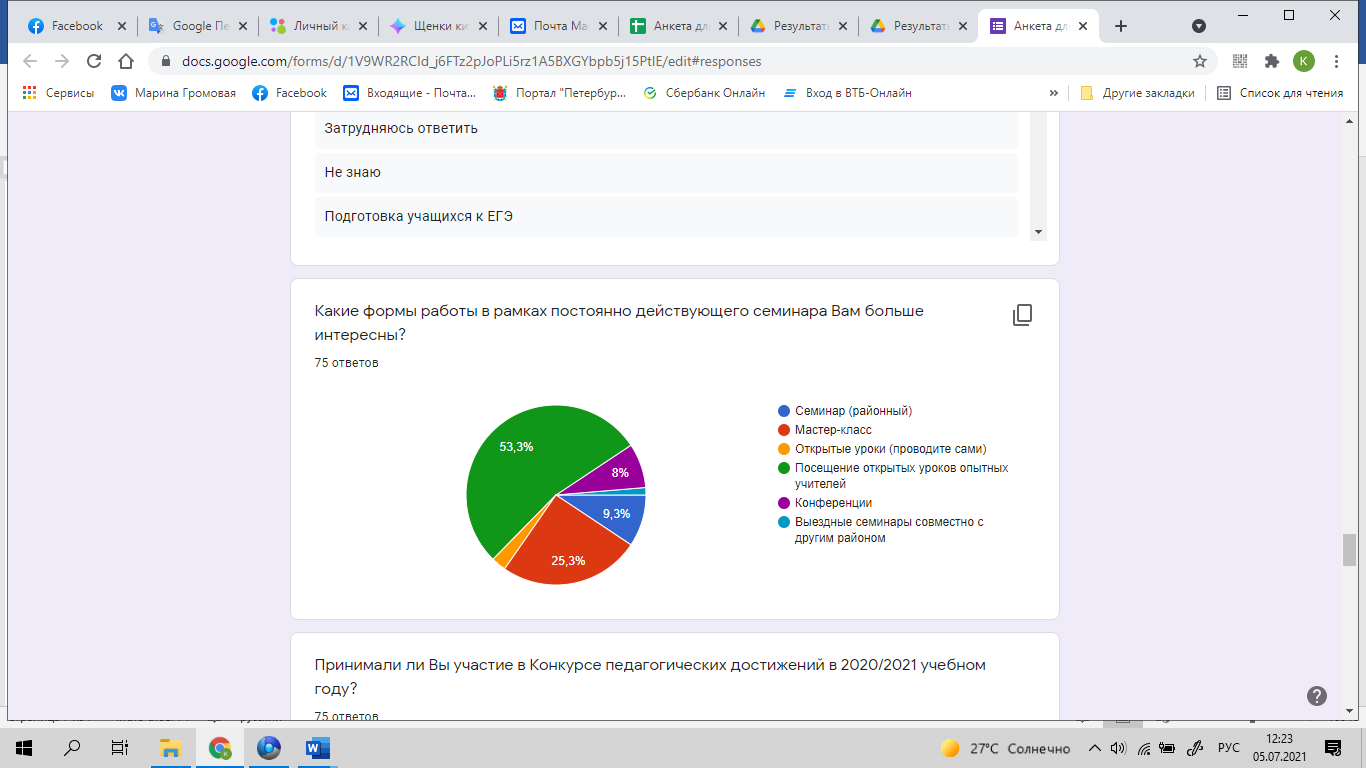 Facebook
Google Пе
Личный ка
Щенки ки
Почта Ма
Анкета дл
Результать
Результать
Анкета дл
docs.google.com/forms/d/1V9WR2RCId_j6FTz2pJoPLi5rz1A5BXGYbpb5j15PtlE/edit#responses
K
Сервисы
Марина Громовая
Facebook
Входящие - Почта...
Портал "Петербур...
Сбербанк Онлайн
Вход в ВТБ-Онлайн
»
Другие закладки
Список для чтения
Затрудняюсь ответить
Не знаю
Подготовка учащихся к ЕГЭ
Какие формы работы в рамках постоянно действующего семинара Вам больше
интересны?
75 ответов
53,3%
8%
9,3%
25,3%
Семинар (районный)
Мастер-класс
Открытые уроки (проводите сами)
Посещение открытых уроков опытных
учителей
Конференции
Выездные семинары совместно с
другим районом
Принимали ли Вы участие в Конкурсе педагогических достижений в 2020/2021 учебном
году?
75 ответов
27°C Солнечно
РУС
12:23
05.07.2021